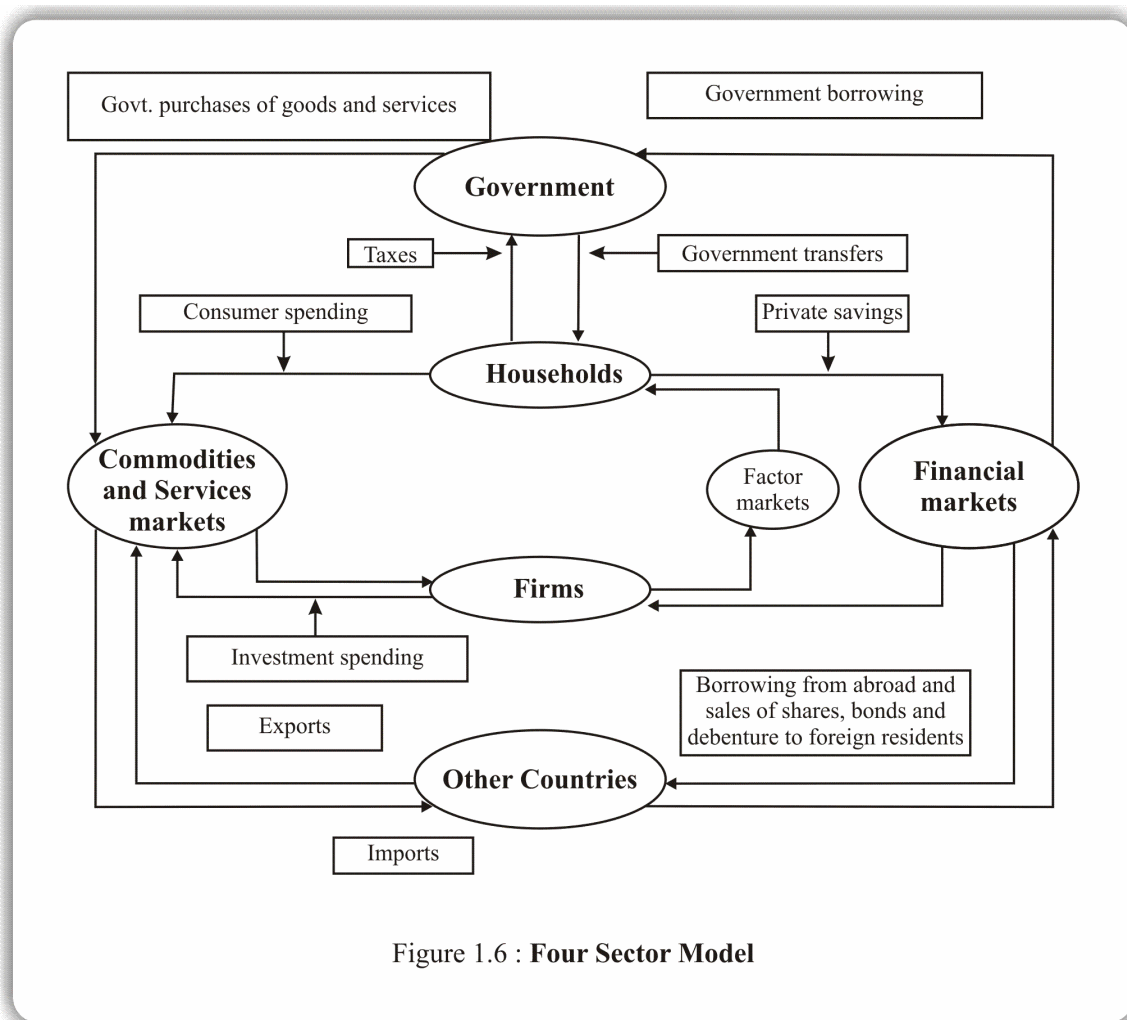 Govt. purchases of goods and services
Government borrowing
Government
Taxes
Government transfers
Consumer spending
Private savings
Households
Commodities
and Services
markets
Factor
markets
Financial
markets
Firms
Investment spending
Exports
Borrowing from abroad and
sales of shares, bonds and
debenture to foreign residents
Other Countries
Imports
Figure 1.6 : Four Sector Model